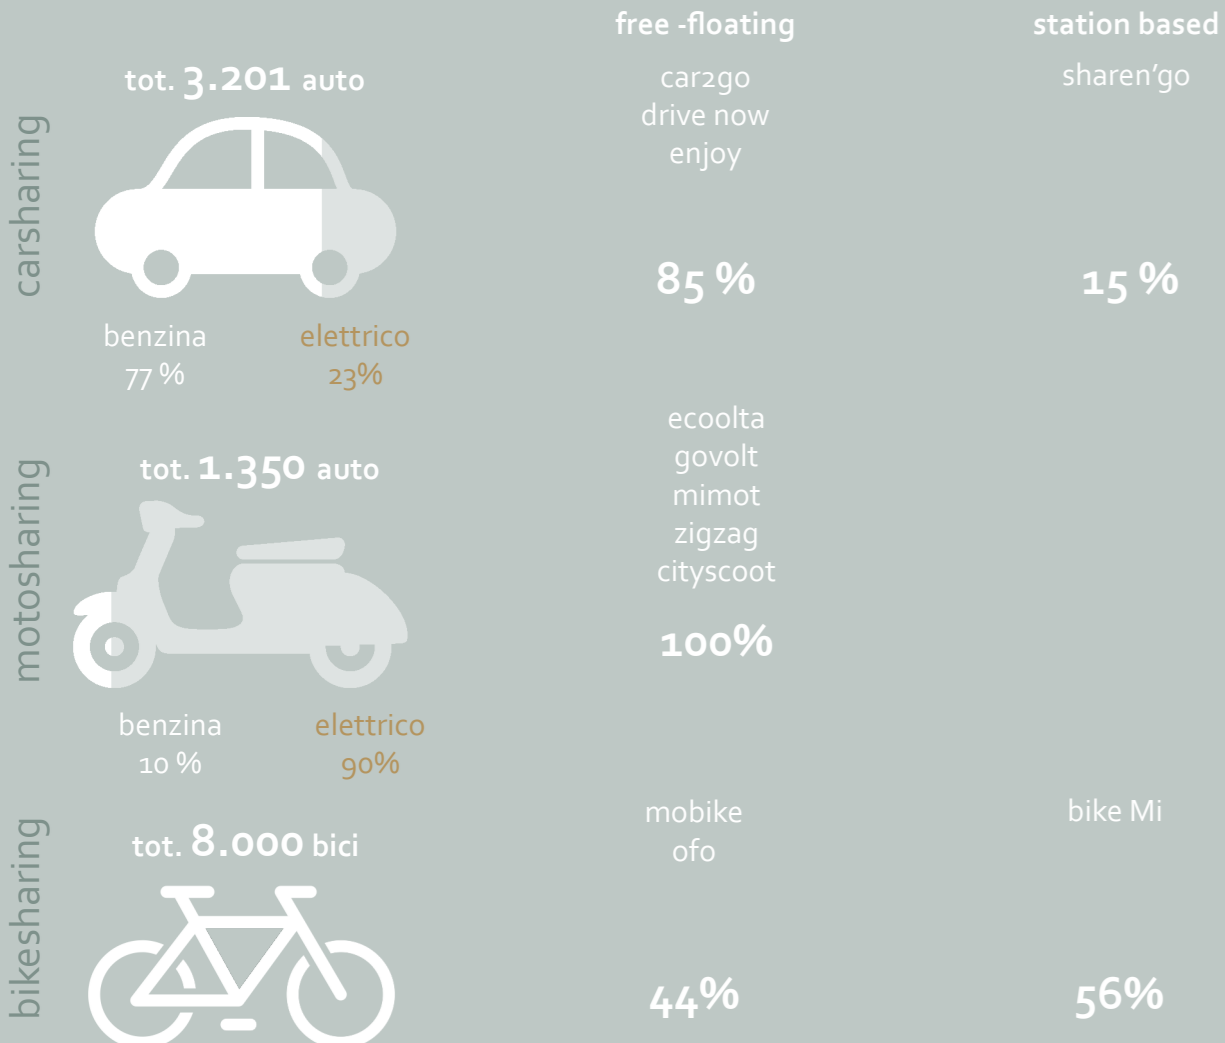 free -floating
station based
carsharing
tot. 3.201 auto
car2go
drive now
enjoy
sharen'go
85 %
15 %
benzina
77 %
elettrico
23%
motosharing
tot. 1.350 auto
ecoolta
govolt
mimot
zigzag
cityscoot
100%
benzina
10 %
elettrico
90%
bikesharing
tot. 8.000 bici
mobike
ofo
bike Mi
44%
56%